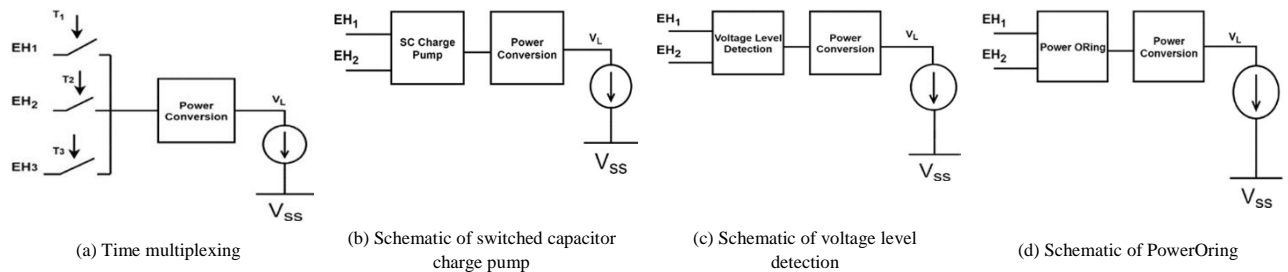 T1
EH1
T2
EH2
T3
EH3
Power
Conversion
VL
VSS
(a) Time multiplexing
EH1
EH2
SC Charge
Pump
Power
Conversion
VL
VSS
(b) Schematic of switched capacitor
charge pump
EH1
EH2
Voltage Level
Detection
Power
Conversion
VL
VSS
(c) Schematic of voltage level
detection
EH1
EH2
Power ORing
Power
Conversion
VL
VSS
(d) Schematic of PowerOring